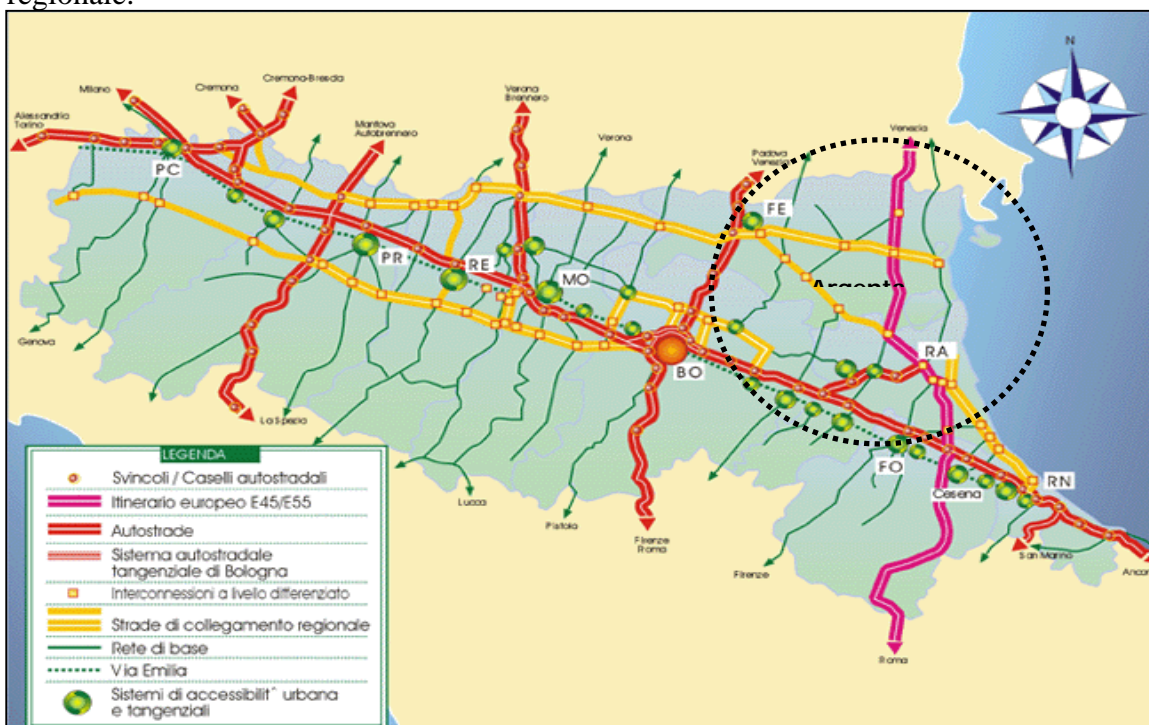 regionale.
N
Milano
Cremona
Cremona-Brescia
Alessandria
Torino
Mantova
Autobrennero
Verona
Brennero
Verona
Padova
Venezia
Venezia
PC
FE
PR
RE
MO
Argenta
BO
RA
Genova
La Spezia
FO
Cesena
RN
Lucca
Pistoia
Firenze
Roma
Firenze
San Marino
Ancon
Roma
LEGENDA
Svincoli / Caselli autostradali
Itinerario europeo E45/E55
Autostrade
Sistema autostradale
tangenziale di Bologna
Interconnessioni a livello differenziato
Strade di collegamento regionale
Rete di base
Via Emilia
Sistemi di accessibilit^ urbana
e tangenziali